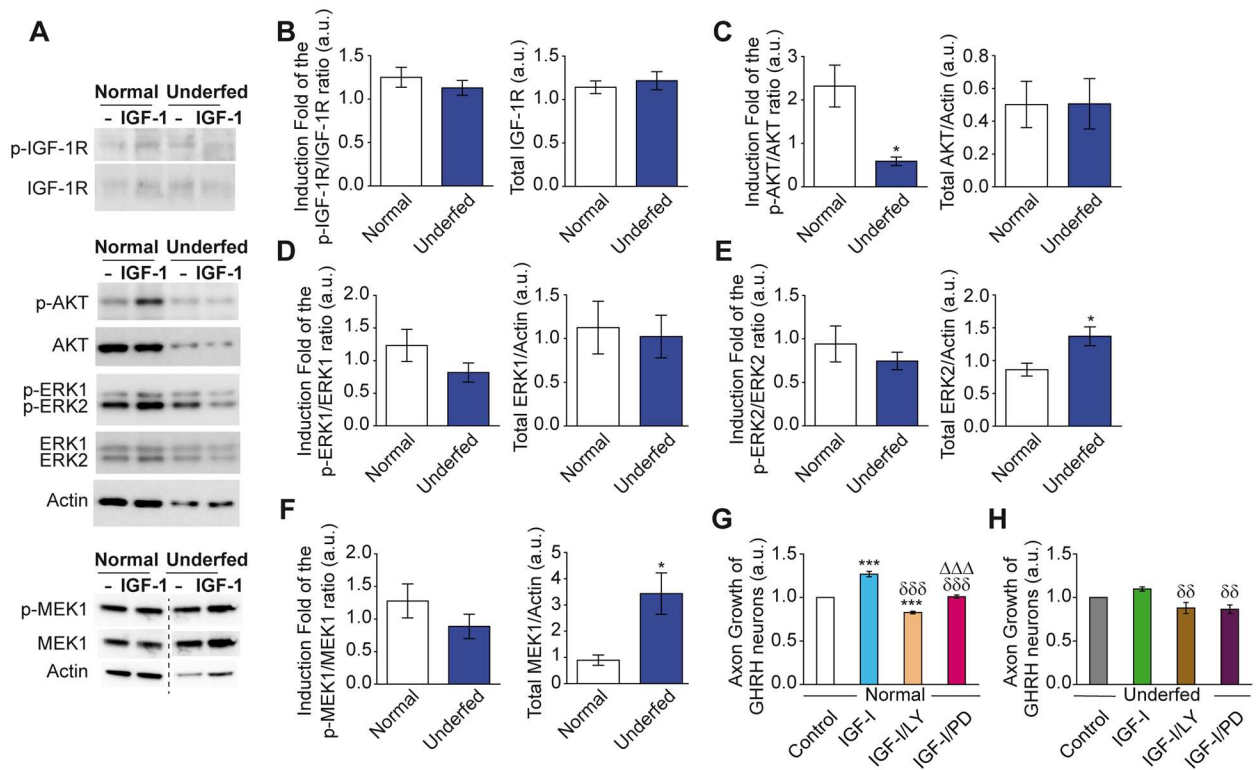 A
Normal Underfed
– IGF-1 – IGF-1
p-IGF-1R
IGF-1R
Normal Underfed
– IGF-1 – IGF-1
p-AKT
AKT
p-ERK1
p-ERK2
ERK1
ERK2
Actin
Normal Underfed
– IGF-1 – IGF-1
p-MEK1
MEK1
Actin
B
Induction Fold of the
p-IGF-1R/IGF-1R ratio (a.u.)
1.5
1.0
0.5
0.0
Normal
Underfed
Total IGF-1R (a.u.)
1.5
1.0
0.5
0.0
Normal
Underfed
C
Induction Fold of the
p-AKT/AKT ratio (a.u.)
3
2
1
0
*
Normal
Underfed
Total AKT/Actin (a.u.)
0.8
0.6
0.4
0.2
0.0
Normal
Underfed
D
Induction Fold of the
p-ERK1/ERK1 ratio (a.u.)
2.0
1.5
1.0
0.5
0.0
Normal
Underfed
Total ERK1/Actin (a.u.)
1.5
1.0
0.5
0.0
Normal
Underfed
E
Induction Fold of the
p-ERK2/ERK2 ratio (a.u.)
1.5
1.0
0.5
0.0
Normal
Underfed
Total ERK2/Actin (a.u.)
2.0
1.5
1.0
0.5
0.0
*
Normal
Underfed
F
Induction Fold of the
p-MEK1/MEK1 ratio (a.u.)
2.0
1.5
1.0
0.5
0.0
Normal
Underfed
Total MEK1/Actin (a.u.)
5
4
3
2
1
0
*
Normal
Underfed
G
Axon Growth of
GHRH neurons (a.u.)
1.5
1.0
0.5
0.0
***
δδδ
***
ΔΔΔ
δδδ
Normal
Control
IGF-I
IGF-I/LY
IGF-I/PD
H
Axon Growth of
GHRH neurons (a.u.)
1.5
1.0
0.5
0.0
δδ
δδ
Underfed
Control
IGF-I
IGF-I/LY
IGF-I/PD